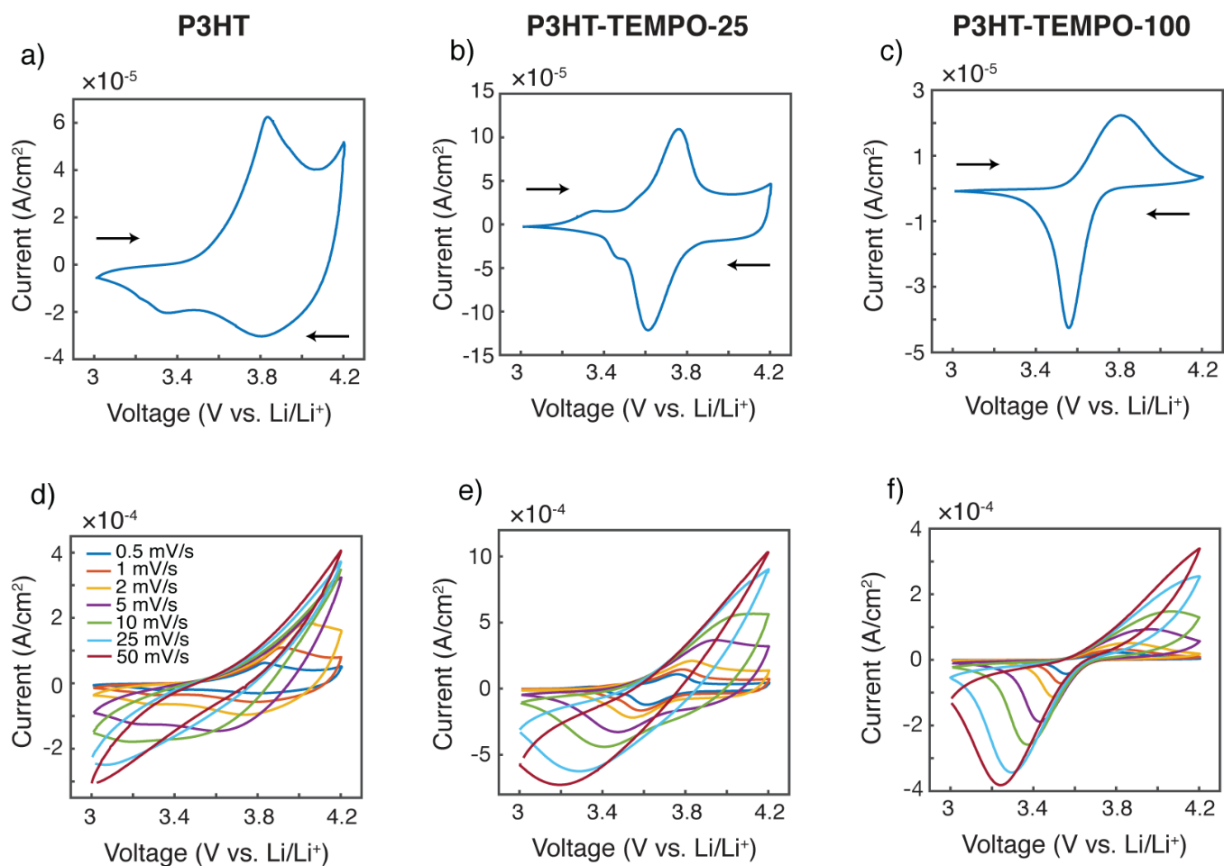 P3HT P3HT-TEMPO-25 P3HT-TEMPO-100
a) b) c)
×10⁻⁵ ×10⁻⁵ ×10⁻⁵
8
6
4
2
0
-2
-4
Current (A/cm²)
3 3.4 3.8 4.2
Voltage (V vs. Li/Li⁺)
15
10
5
0
-5
-10
-15
Current (A/cm²)
3 3.4 3.8 4.2
Voltage (V vs. Li/Li⁺)
3
1
-1
-3
-5
Current (A/cm²)
3 3.4 3.8 4.2
Voltage (V vs. Li/Li⁺)
d) e) f)
×10⁻⁴ ×10⁻⁴ ×10⁻⁴
4
2
0
-2
Current (A/cm²)
0.5 mV/s
1 mV/s
2 mV/s
5 mV/s
10 mV/s
25 mV/s
50 mV/s
3 3.4 3.8 4.2
Voltage (V vs. Li/Li⁺)
10
5
0
-5
Current (A/cm²)
3 3.4 3.8 4.2
Voltage (V vs. Li/Li⁺)
4
2
0
-2
-4
Current (A/cm²)
3 3.4 3.8 4.2
Voltage (V vs. Li/Li⁺)